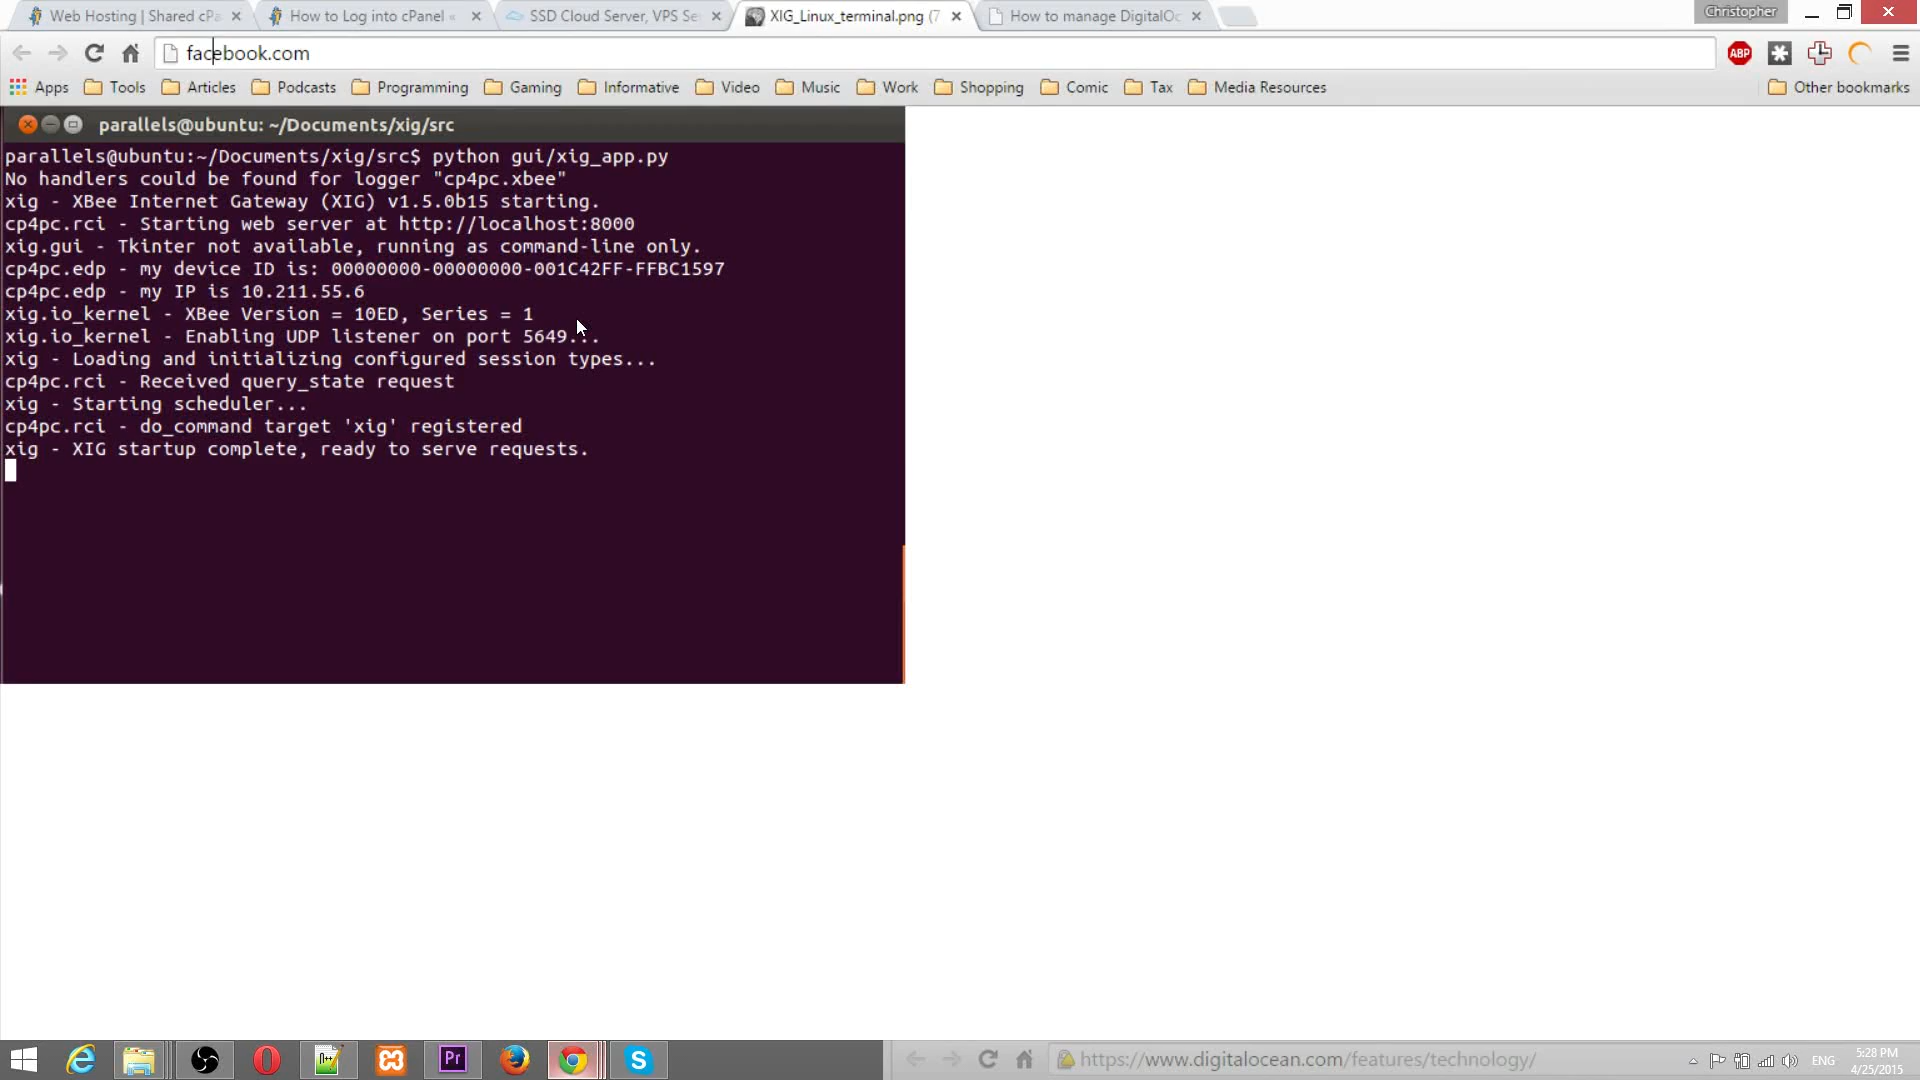 Web Hosting | Shared cPa
How to Log into cPanel «
SSD Cloud Server, VPS Se
XIG_Linux_terminal.png (7
How to manage DigitalOc
Christopher
facebook.com
ABP
Apps Tools Articles Podcasts Programming Gaming Informative Video Music Work Shopping Comic Tax Media Resources Other bookmarks
parallels@ubuntu: ~/Documents/xig/src
parallels@ubuntu:~/Documents/xig/src$ python gui/xig_app.py
No handlers could be found for logger "cp4pc.xbee"
xig - XBee Internet Gateway (XIG) v1.5.0b15 starting.
cp4pc.rci - Starting web server at http://localhost:8000
xig.gui - Tkinter not available, running as command-line only.
cp4pc.edp - my device ID is: 00000000-00000000-001C42FF-FFBC1597
cp4pc.edp - my IP is 10.211.55.6
xig.io_kernel - XBee Version = 10ED, Series = 1
xig.io_kernel - Enabling UDP listener on port 5649...
xig - Loading and initializing configured session types...
cp4pc.rci - Received query_state request
xig - Starting scheduler...
cp4pc.rci - do_command target 'xig' registered
xig - XIG startup complete, ready to serve requests.
Pr
https://www.digitalocean.com/features/technology/
ENG
5:28 PM
4/25/2015